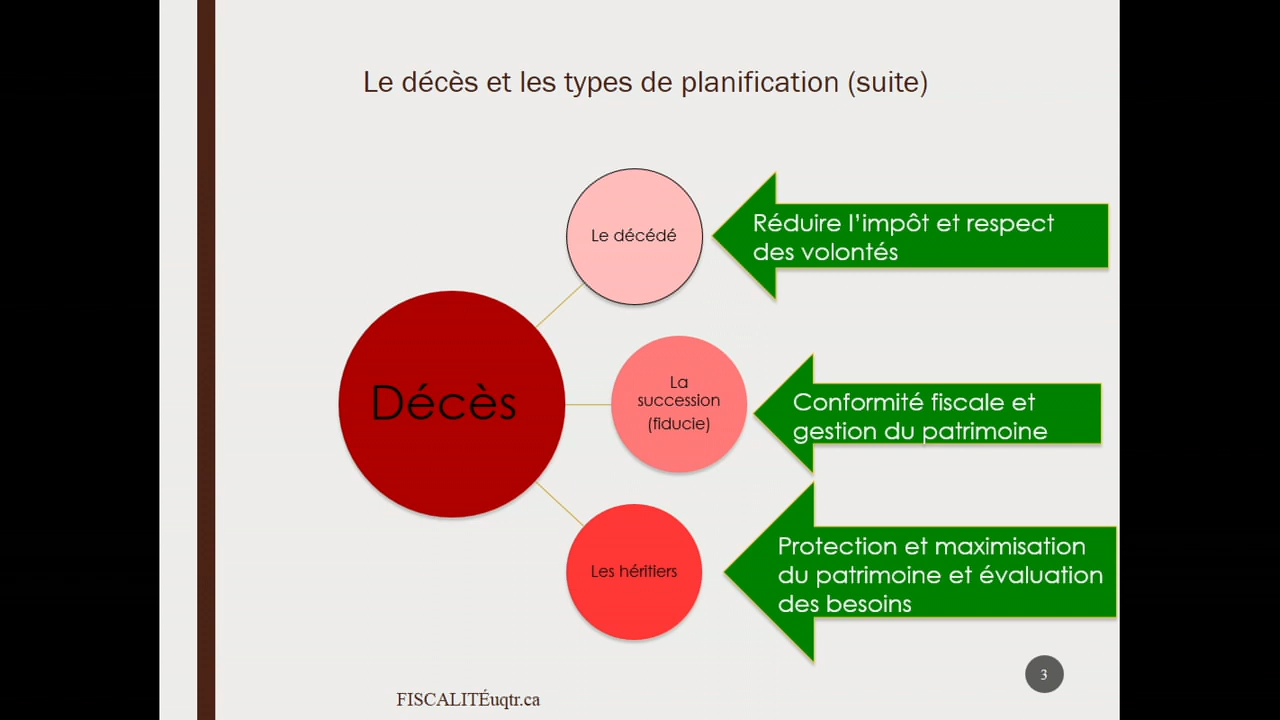 Le décès et les types de planification (suite)
Le décédé
Réduire l'impôt et respect
des volontés
Décès
La
succession
(fiducie)
Conformité fiscale et
gestion du patrimoine
Les héritiers
Protection et maximisation
du patrimoine et évaluation
des besoins
3
FISCALITÉuqtr.ca